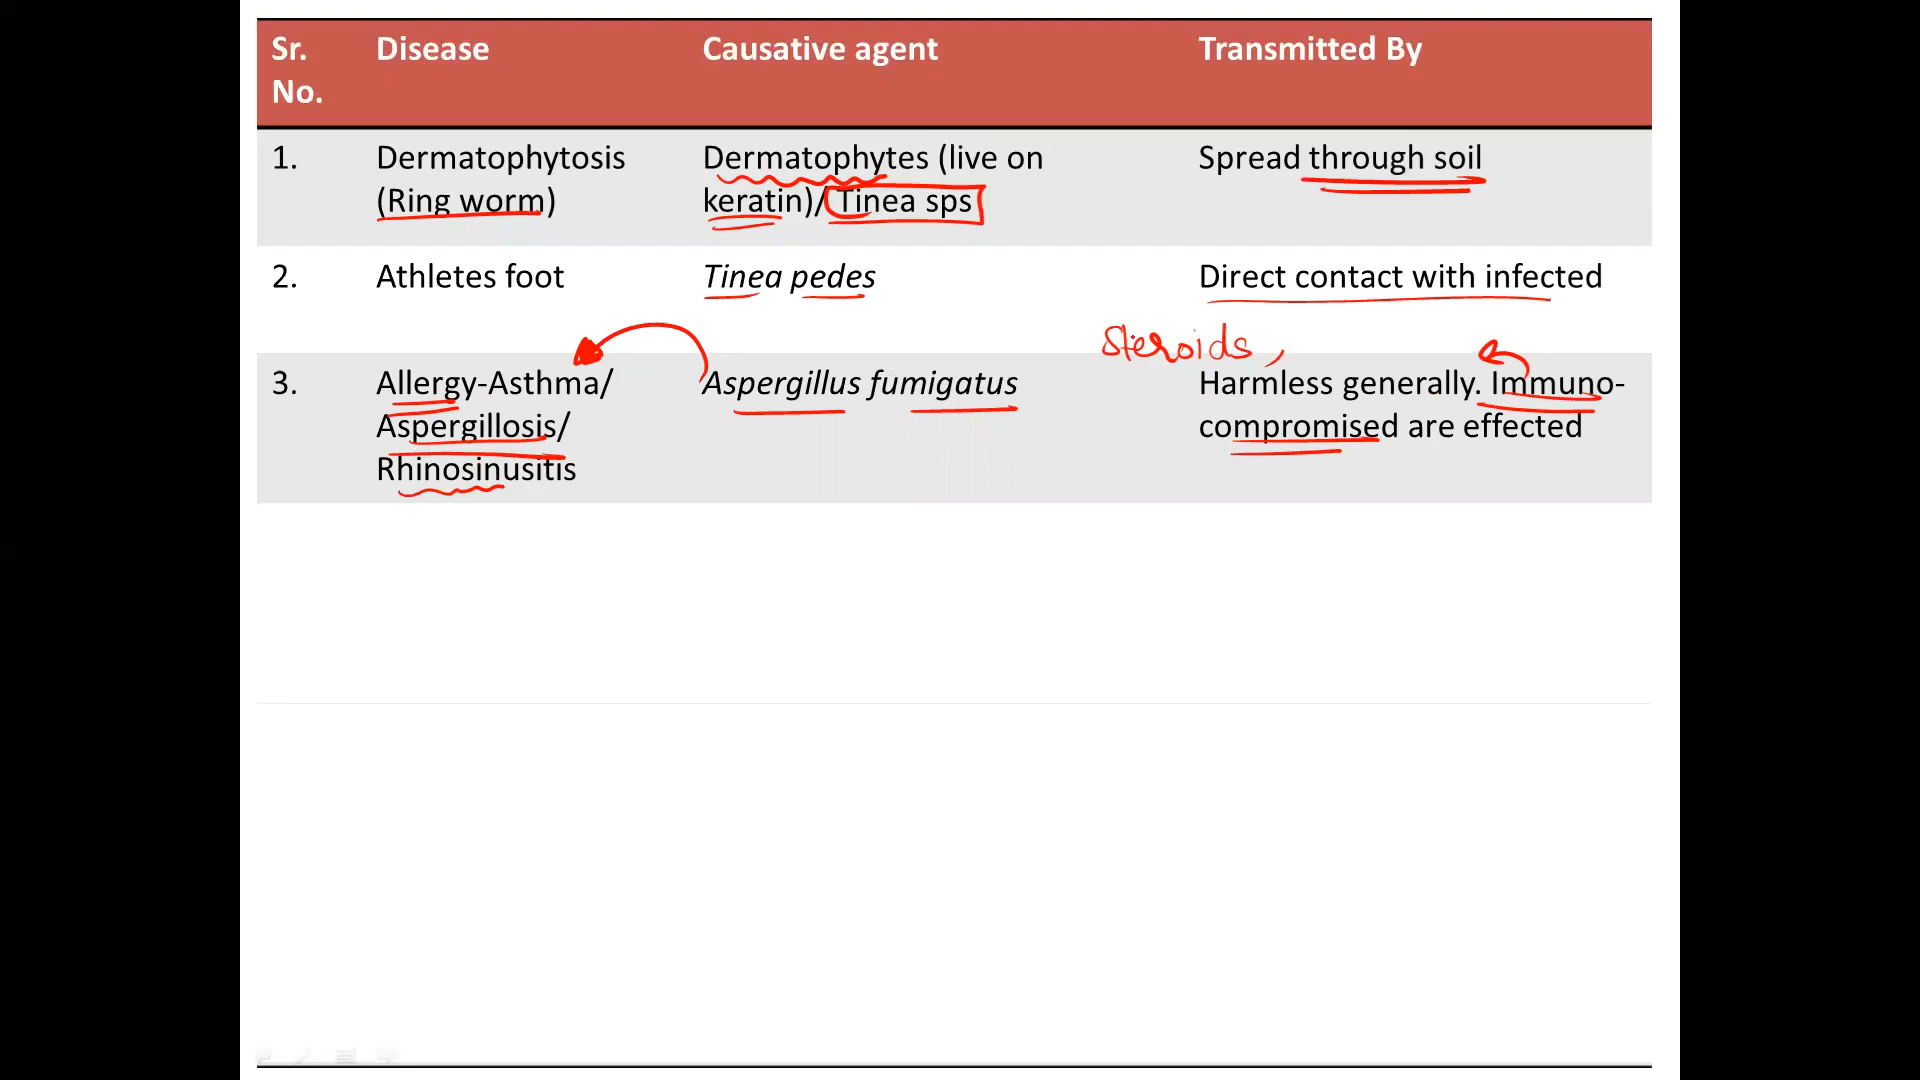 Sr. No. Disease Causative agent Transmitted By
1. Dermatophytosis Dermatophytes (live on Spread through soil
(Ring worm) keratin)/ Tinea sps
2. Athletes foot Tinea pedes Direct contact with infected
Steroids,
3. Allergy-Asthma/ Aspergillus fumigatus Harmless generally. Immuno-
Aspergillosis/ compromised are effected
Rhinosinusitis